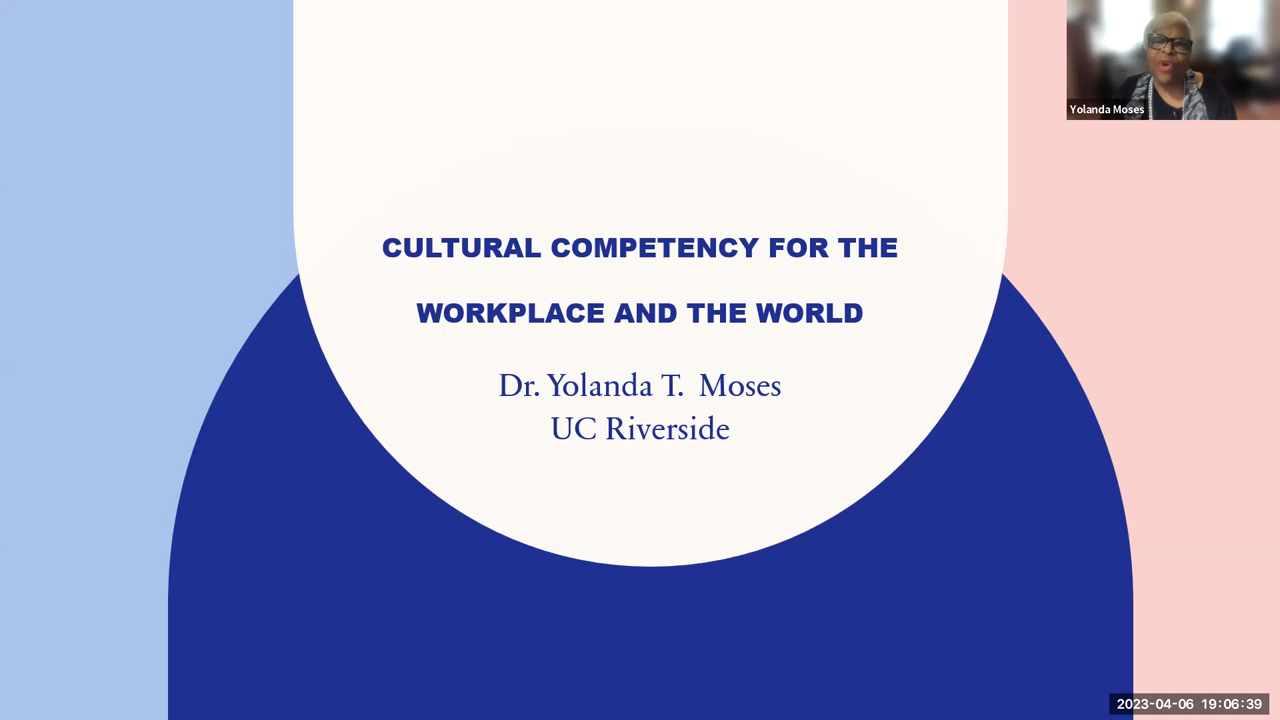 Yolanda Moses
CULTURAL COMPETENCY FOR THE
WORKPLACE AND THE WORLD
Dr. Yolanda T.  Moses
UC Riverside
2023-04-06  19:06:39